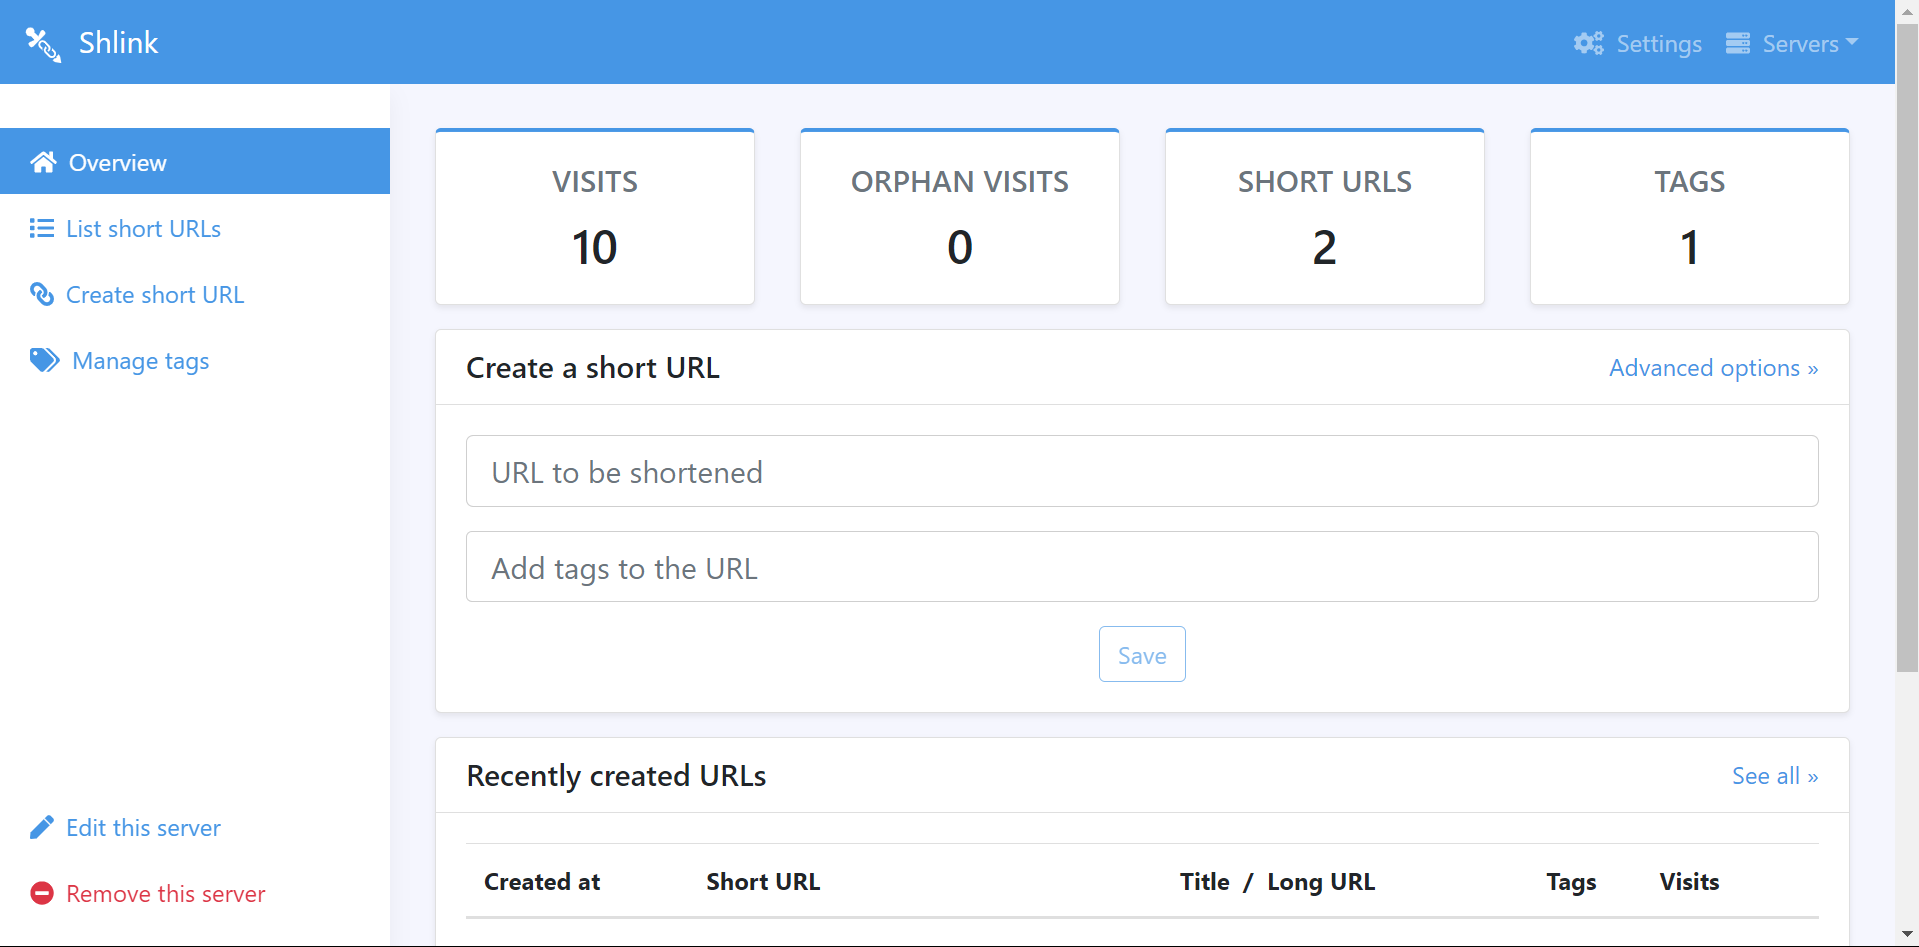 Shlink
Settings
Servers
Overview
List short URLs
Create short URL
Manage tags
Edit this server
Remove this server
VISITS
10
ORPHAN VISITS
0
SHORT URLS
2
TAGS
1
Create a short URL
Advanced options »
URL to be shortened
Add tags to the URL
Save
Recently created URLs
See all »
Created at Short URL Title / Long URL Tags Visits